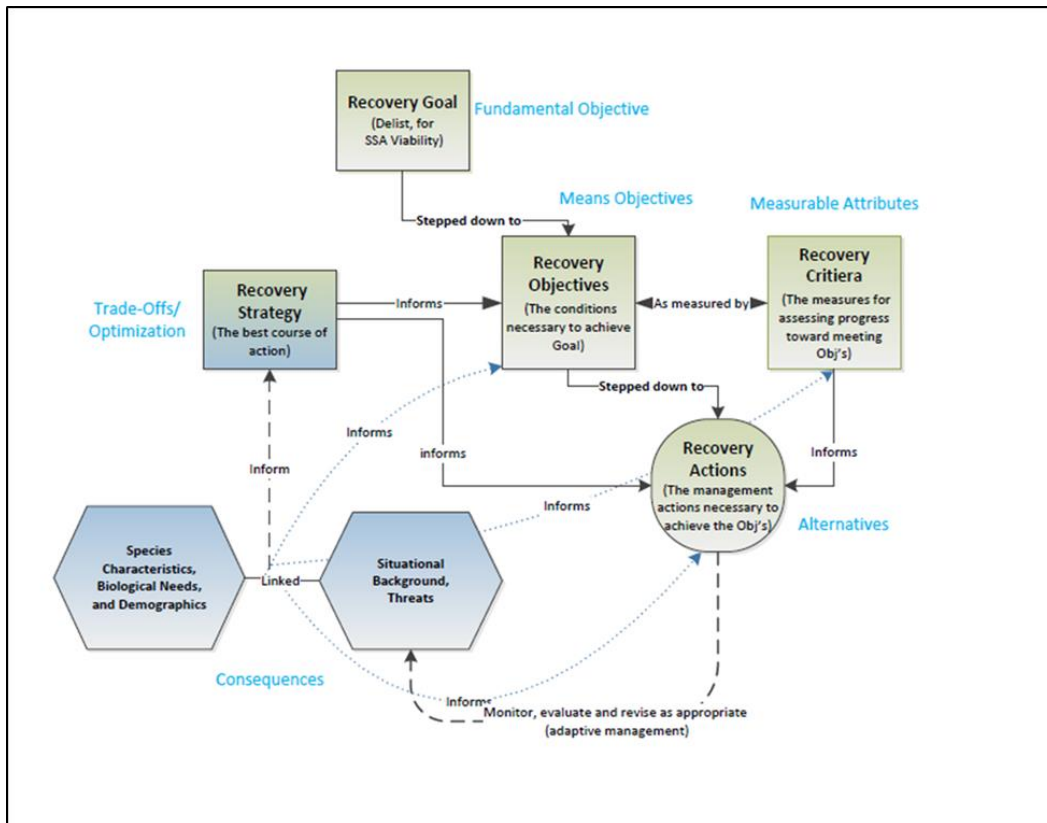 Recovery Goal
(Delist, for
SSA Viability)
Fundamental Objective
Stepped down to
Means Objectives
Measurable Attributes
Recovery
Objectives
(The conditions
necessary to achieve
Goal)
As measured by
Recovery
Critiera
(The measures for
assessing progress
toward meeting
Obj's)
Trade-Offs/
Optimization
Recovery
Strategy
(The best course of
action)
Informs
Stepped down to
Informs
informs
Inform
Informs
Recovery
Actions
(The management
actions necessary to
achieve the Obj's)
Informs
Alternatives
Species
Characteristics,
Biological Needs,
and Demographics
Linked
Situational
Background,
Threats
Consequences
Informs
Monitor, evaluate and revise as appropriate
(adaptive management)